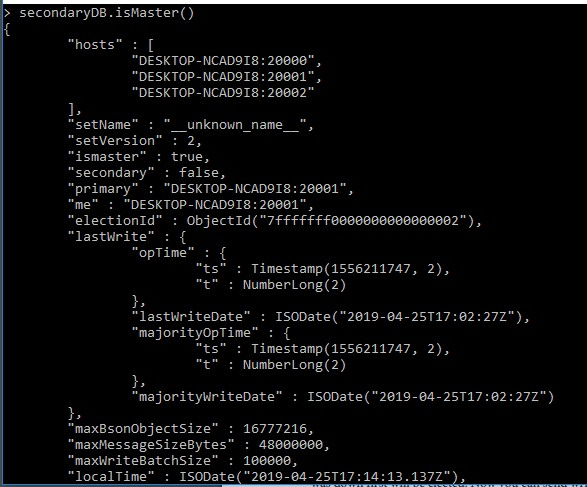 > secondaryDB.isMaster()
{
"hosts" : [
"DESKTOP-NCAD9I8:20000",
"DESKTOP-NCAD9I8:20001",
"DESKTOP-NCAD9I8:20002"
],
"setName" : "__unknown_name__",
"setVersion" : 2,
"ismaster" : true,
"secondary" : false,
"primary" : "DESKTOP-NCAD9I8:20001",
"me" : "DESKTOP-NCAD9I8:20001",
"electionId" : ObjectId("7fffffff0000000000000002"),
"lastWrite" : {
"opTime" : {
"ts" : Timestamp(1556211747, 2),
"t" : NumberLong(2)
},
"lastWriteDate" : ISODate("2019-04-25T17:02:27Z"),
"majorityOpTime" : {
"ts" : Timestamp(1556211747, 2),
"t" : NumberLong(2)
},
"majorityWriteDate" : ISODate("2019-04-25T17:02:27Z")
},
"maxBsonObjectSize" : 16777216,
"maxMessageSizeBytes" : 48000000,
"maxWriteBatchSize" : 100000,
"localTime" : ISODate("2019-04-25T17:14:13.137Z"),